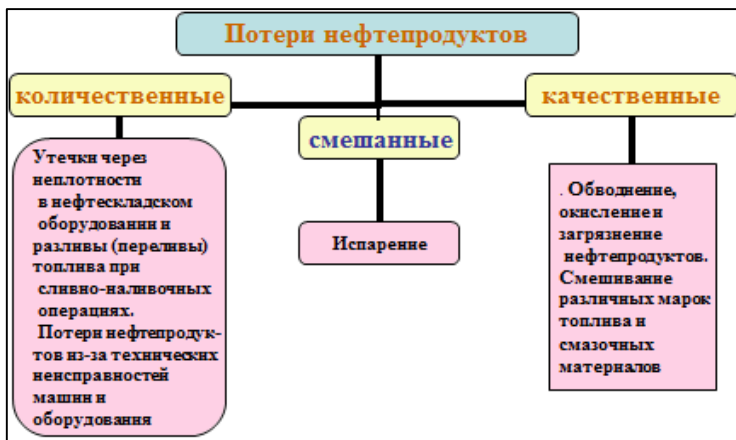 Потери нефтепродуктов
количественные
качественные
смешанные
Утечки через
неплотности
в нефтескладском
оборудовании и
разливы (переливы)
топлива при
сливно-наливочных
операциях.
Потери нефтепродук-
тов из-за технических
неисправностей
машин и
оборудования
Испарение
. Обводнение,
окисление и
загрязнение
нефтепродуктов.
Смешивание
различных марок
топлива и
смазочных
материалов